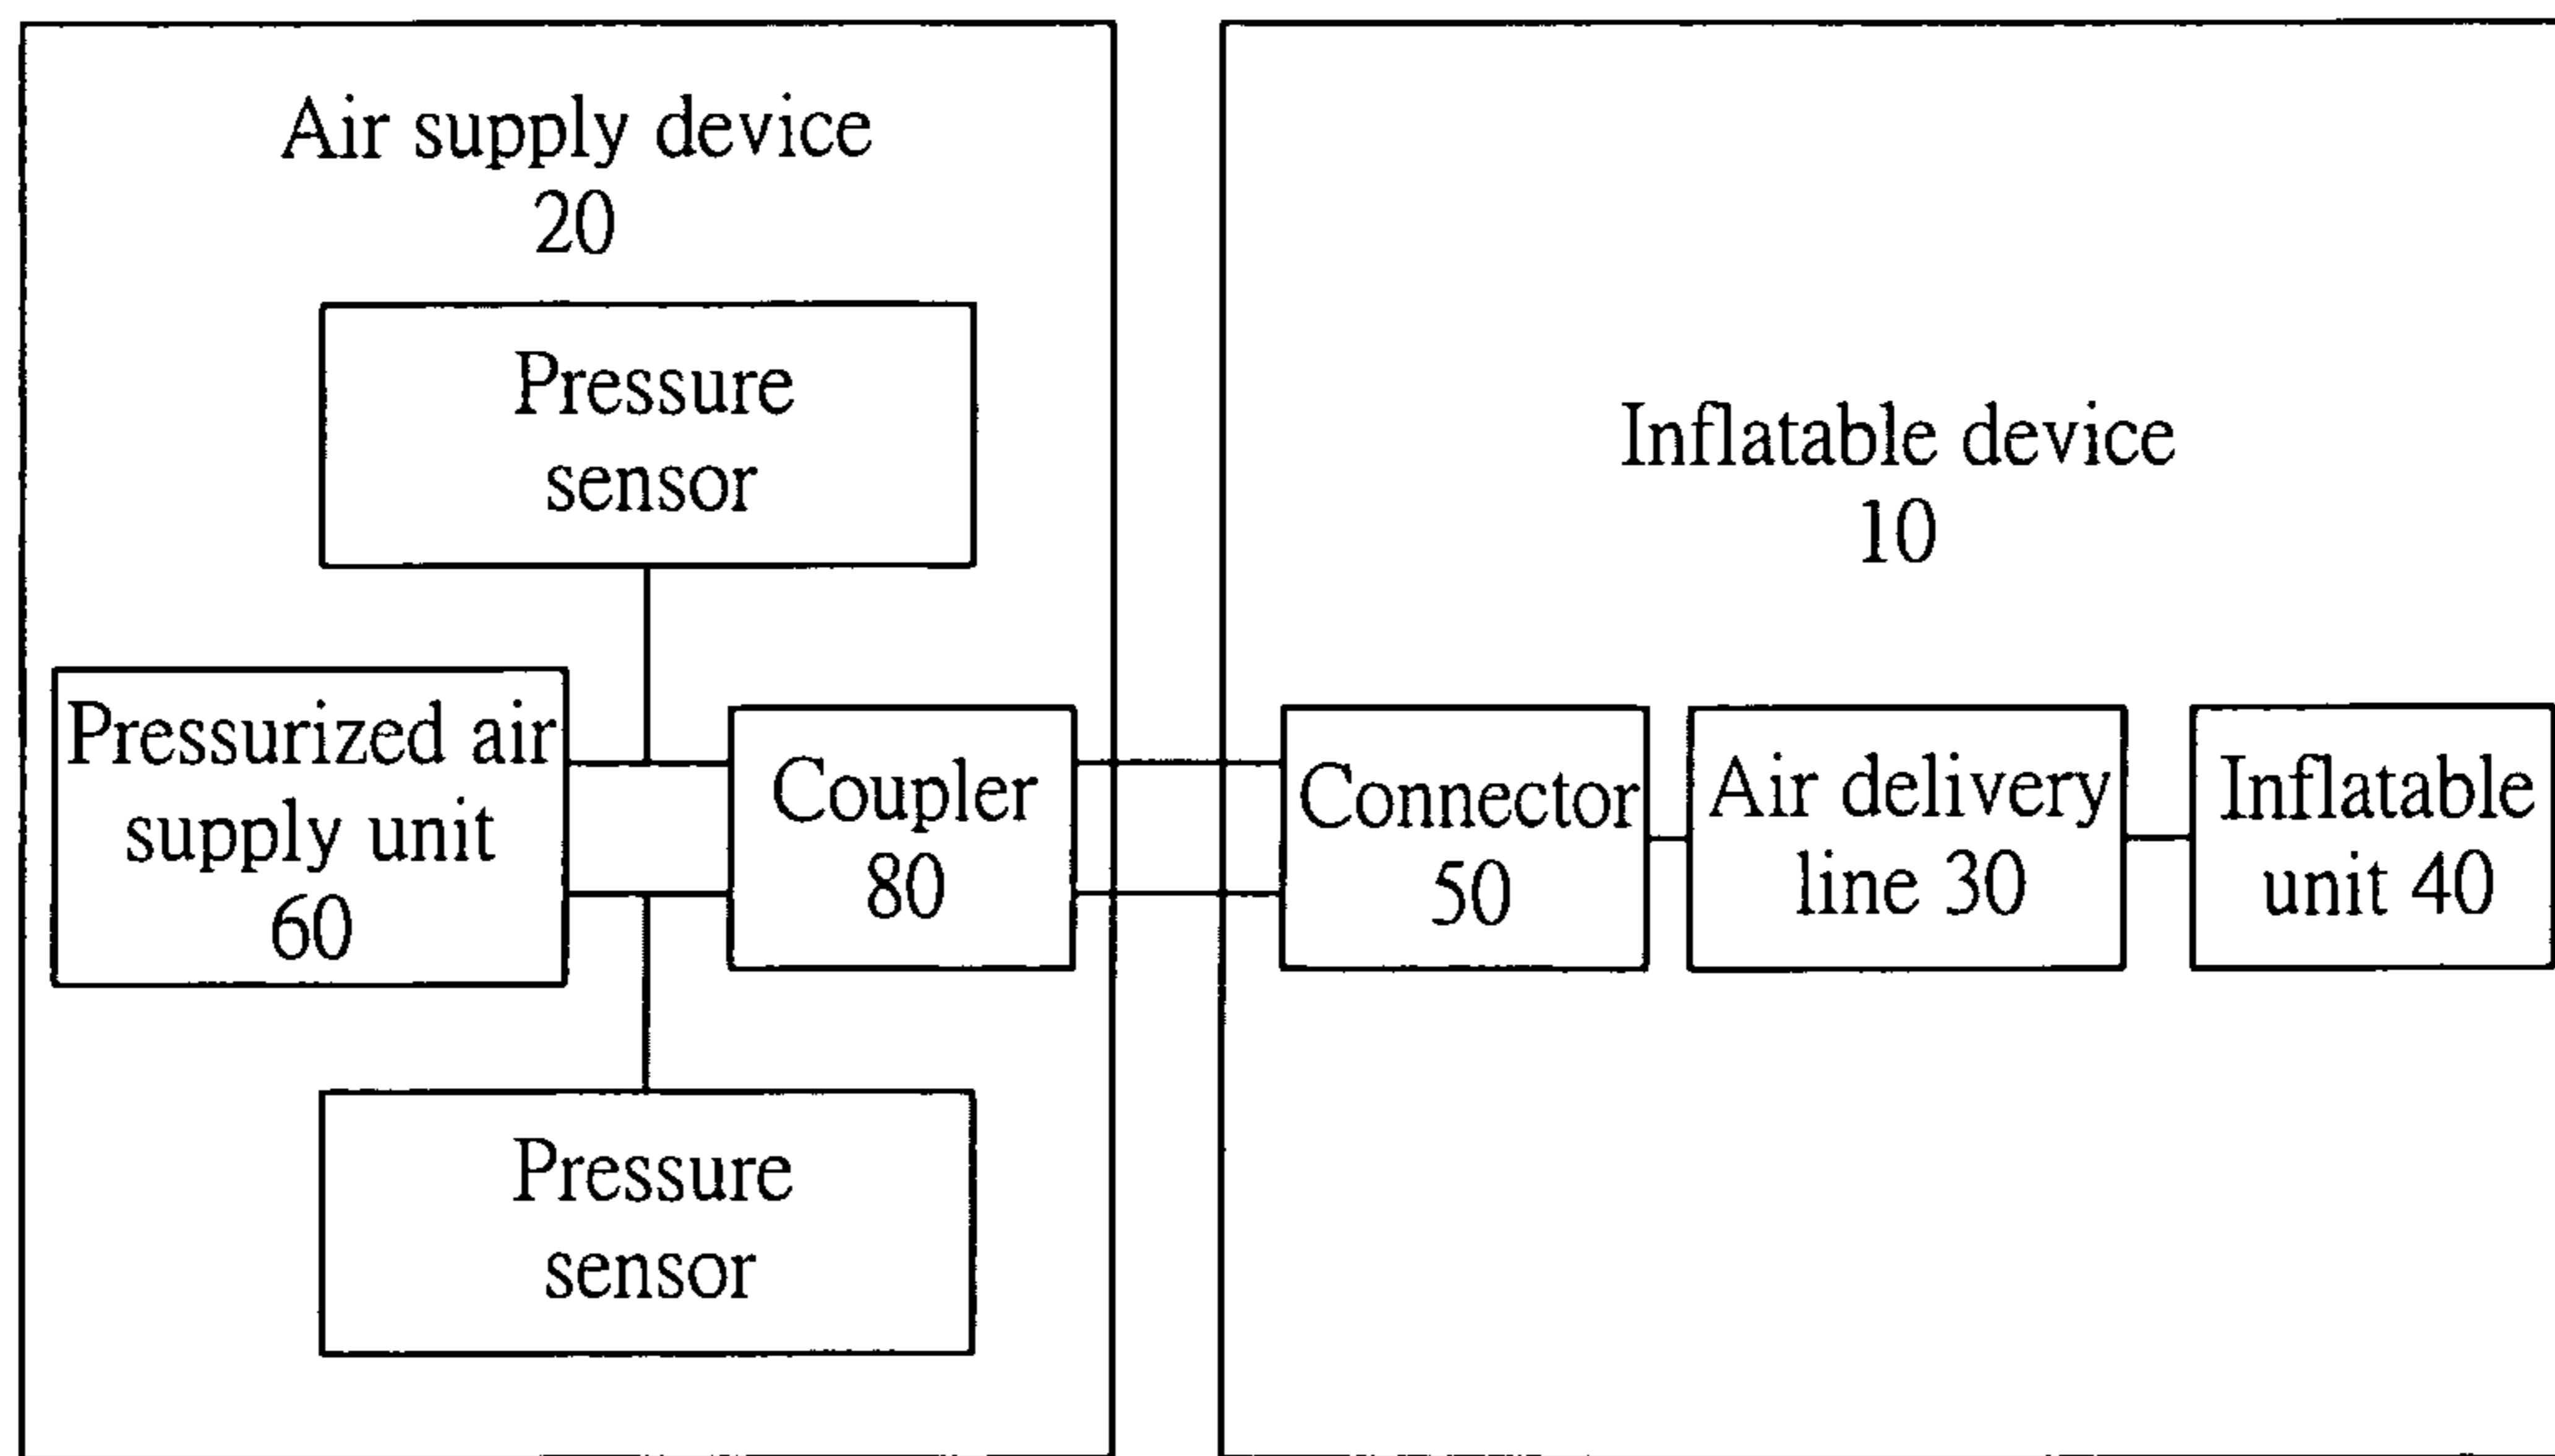 Air supply device
20
Pressure
sensor
Pressurized air
supply unit
60
Coupler
80
Pressure
sensor
Inflatable device
10
Connector
50
Air delivery
line 30
Inflatable
unit 40